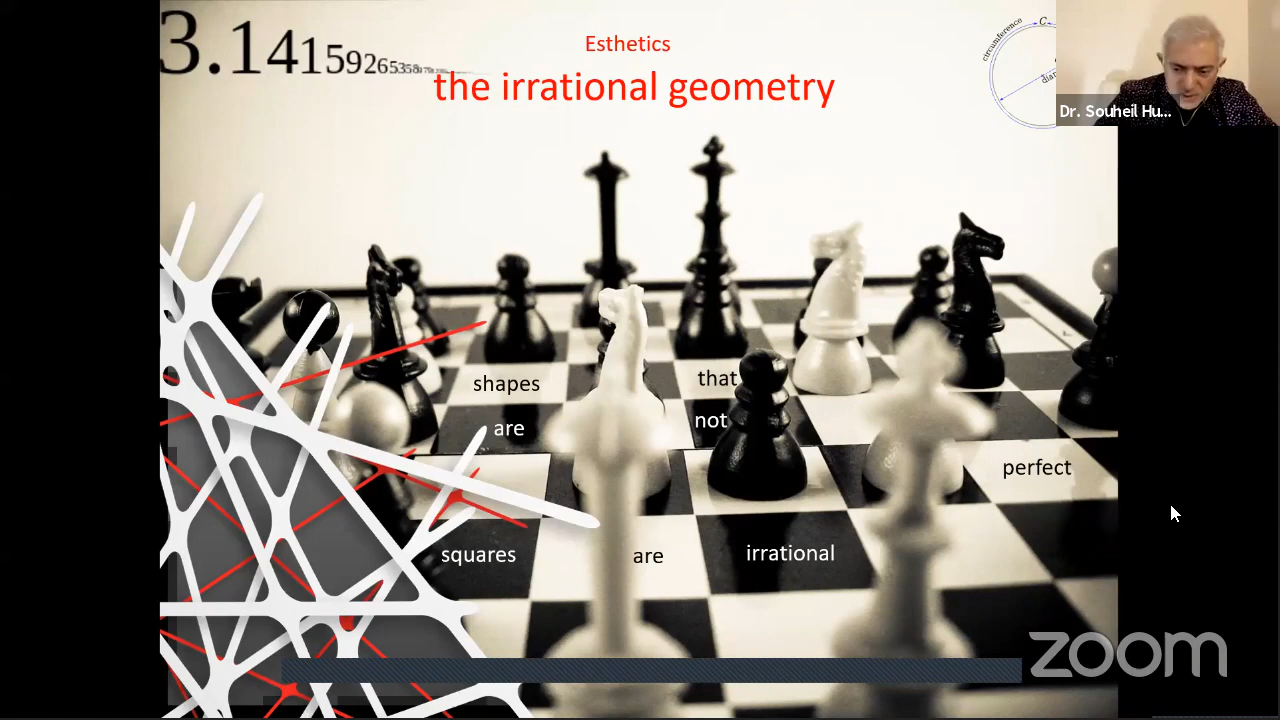 3.14159265358
Esthetics
the irrational geometry
circumference
C
Dr. Souheil Hu...
shapes that
are not
perfect
squares are irrational
zoom